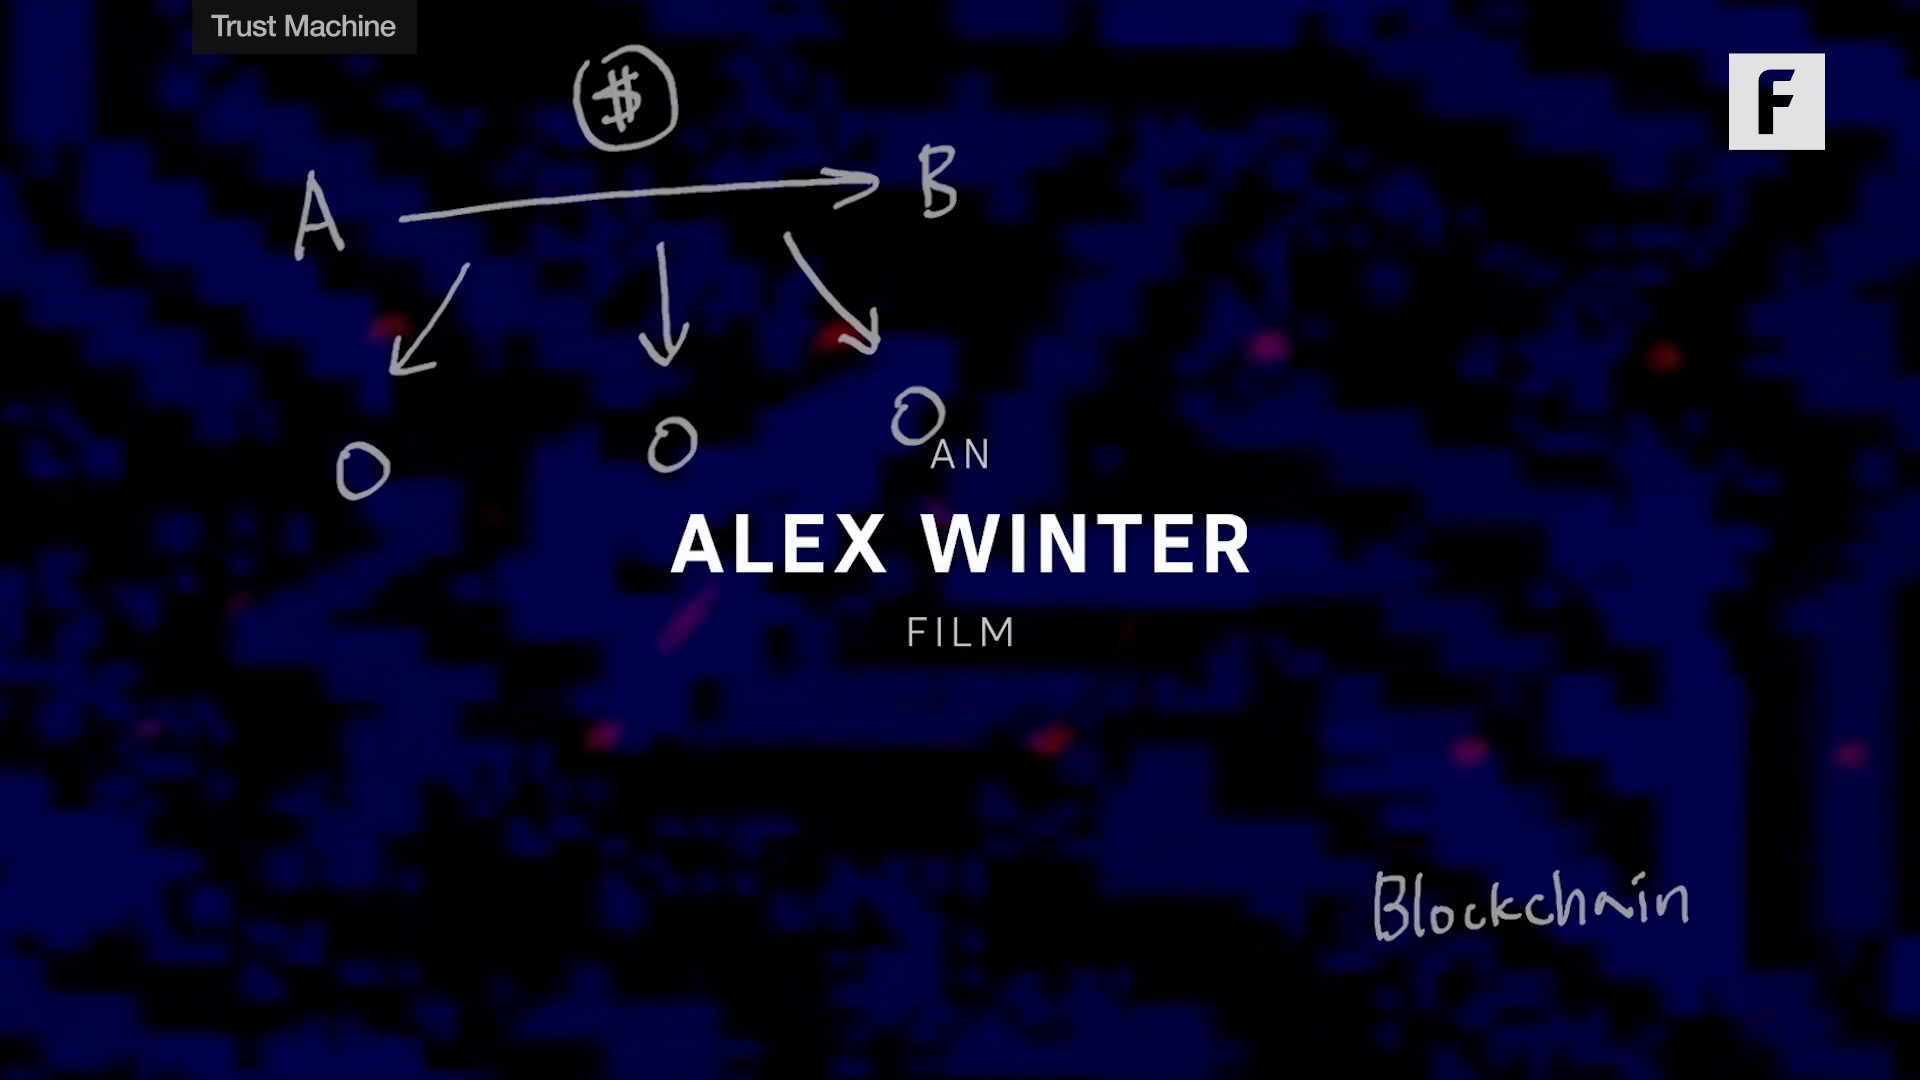 Trust Machine
$
F
A
B
O O O
AN
ALEX WINTER
FILM
Blockchain